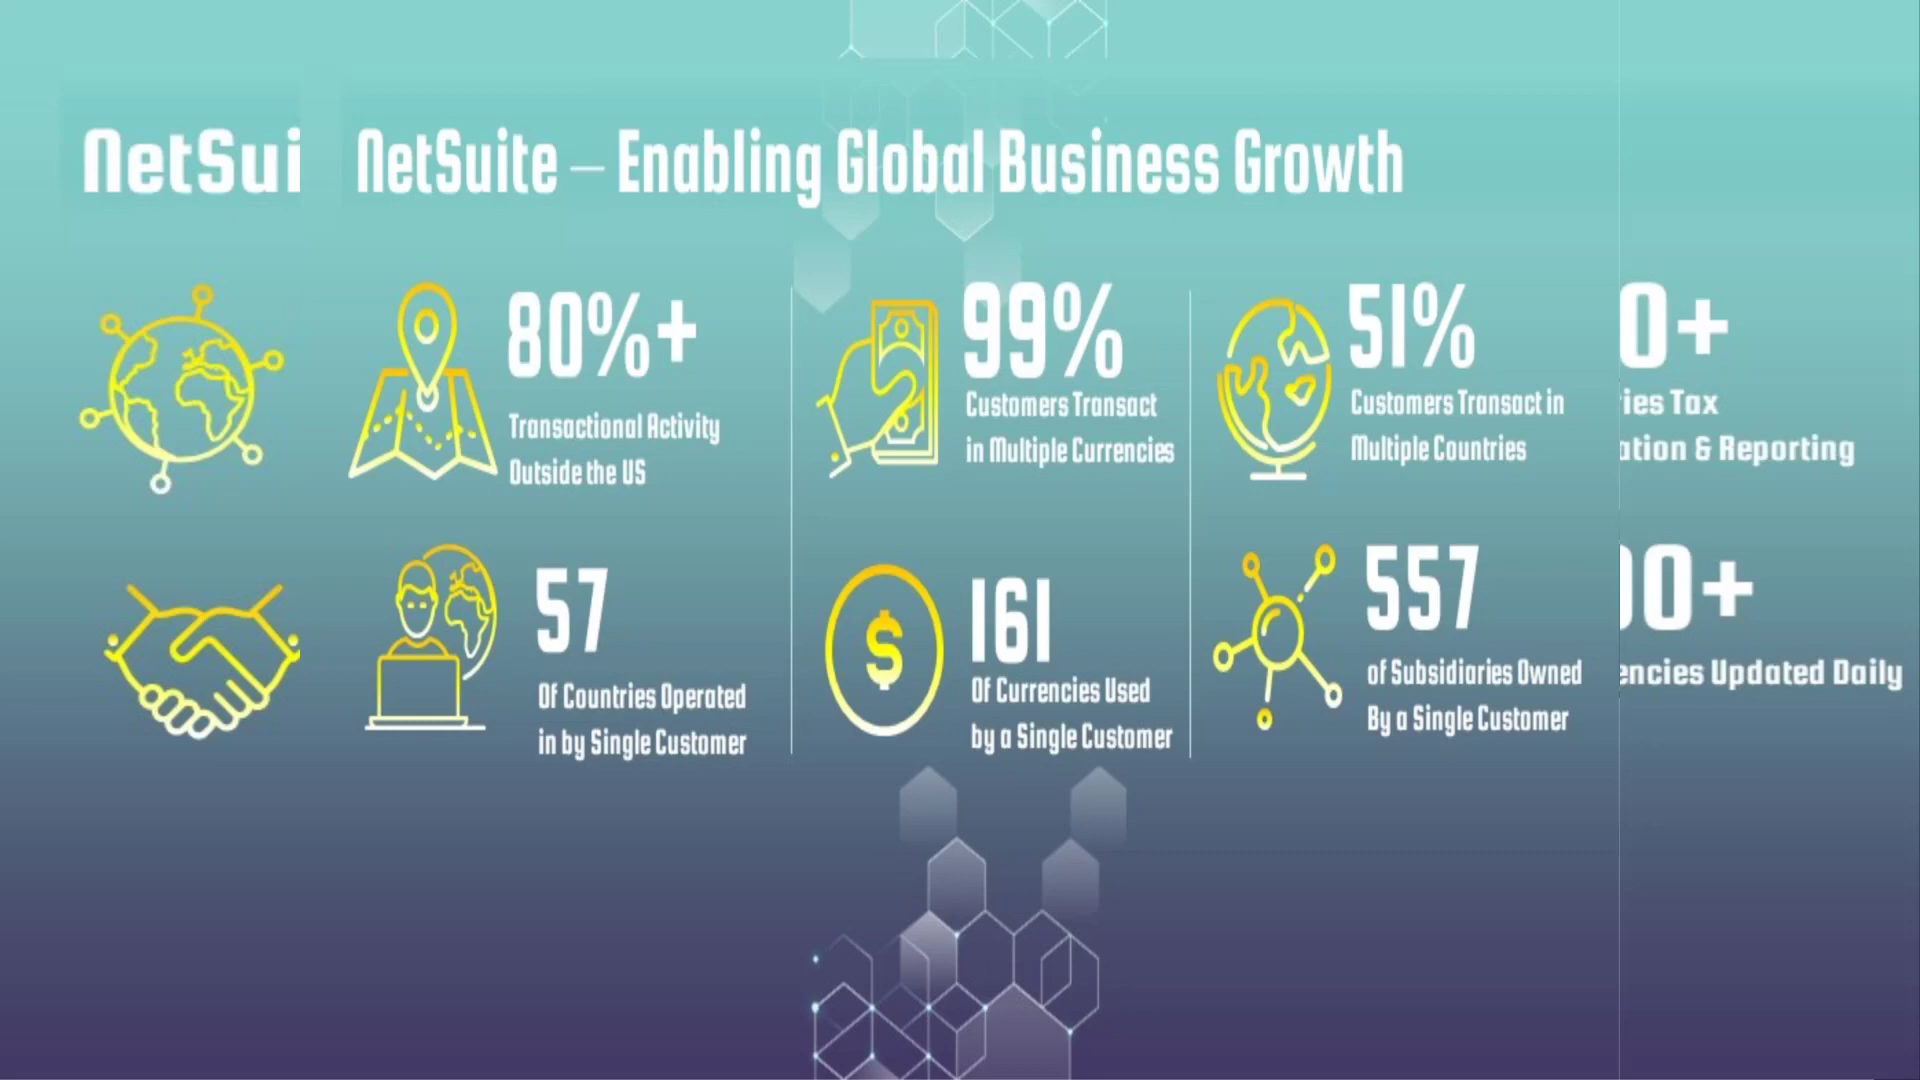 NetSui
NetSuite – Enabling Global Business Growth
80%+
Transactional Activity
Outside the US
99%
Customers Transact
in Multiple Currencies
51%
Customers Transact in
Multiple Countries
0+
ies Tax
ation & Reporting
57
Of Countries Operated
in by Single Customer
161
Of Currencies Used
by a Single Customer
557
of Subsidiaries Owned
By a Single Customer
00+
encies Updated Daily